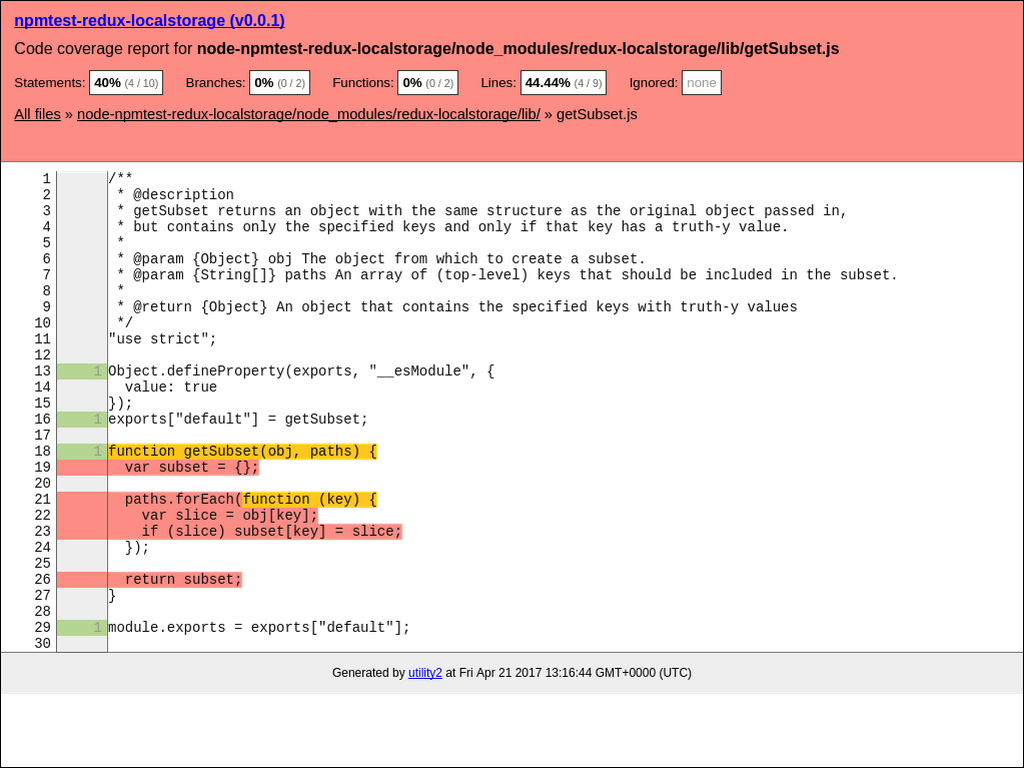 npmtest-redux-localstorage (v0.0.1)
Code coverage report for node-npmtest-redux-localstorage/node_modules/redux-localstorage/lib/getSubset.js
Statements: 40% (4 / 10) Branches: 0% (0 / 2) Functions: 0% (0 / 2) Lines: 44.44% (4 / 9) Ignored: none
All files » node-npmtest-redux-localstorage/node_modules/redux-localstorage/lib/ » getSubset.js
1 /**
2  * @description
3  * getSubset returns an object with the same structure as the original object passed in,
4  * but contains only the specified keys and only if that key has a truth-y value.
5  *
6  * @param {Object} obj The object from which to create a subset.
7  * @param {String[]} paths An array of (top-level) keys that should be included in the subset.
8  *
9  * @return {Object} An object that contains the specified keys with truth-y values
10  */
11 "use strict";
12
13 1 Object.defineProperty(exports, "__esModule", {
14   value: true
15 });
16 1 exports["default"] = getSubset;
17
18 1 function getSubset(obj, paths) {
19   var subset = {};
20
21   paths.forEach(function (key) {
22     var slice = obj[key];
23     if (slice) subset[key] = slice;
24   });
25
26   return subset;
27 }
28
29 1 module.exports = exports["default"];
30
Generated by utility2 at Fri Apr 21 2017 13:16:44 GMT+0000 (UTC)